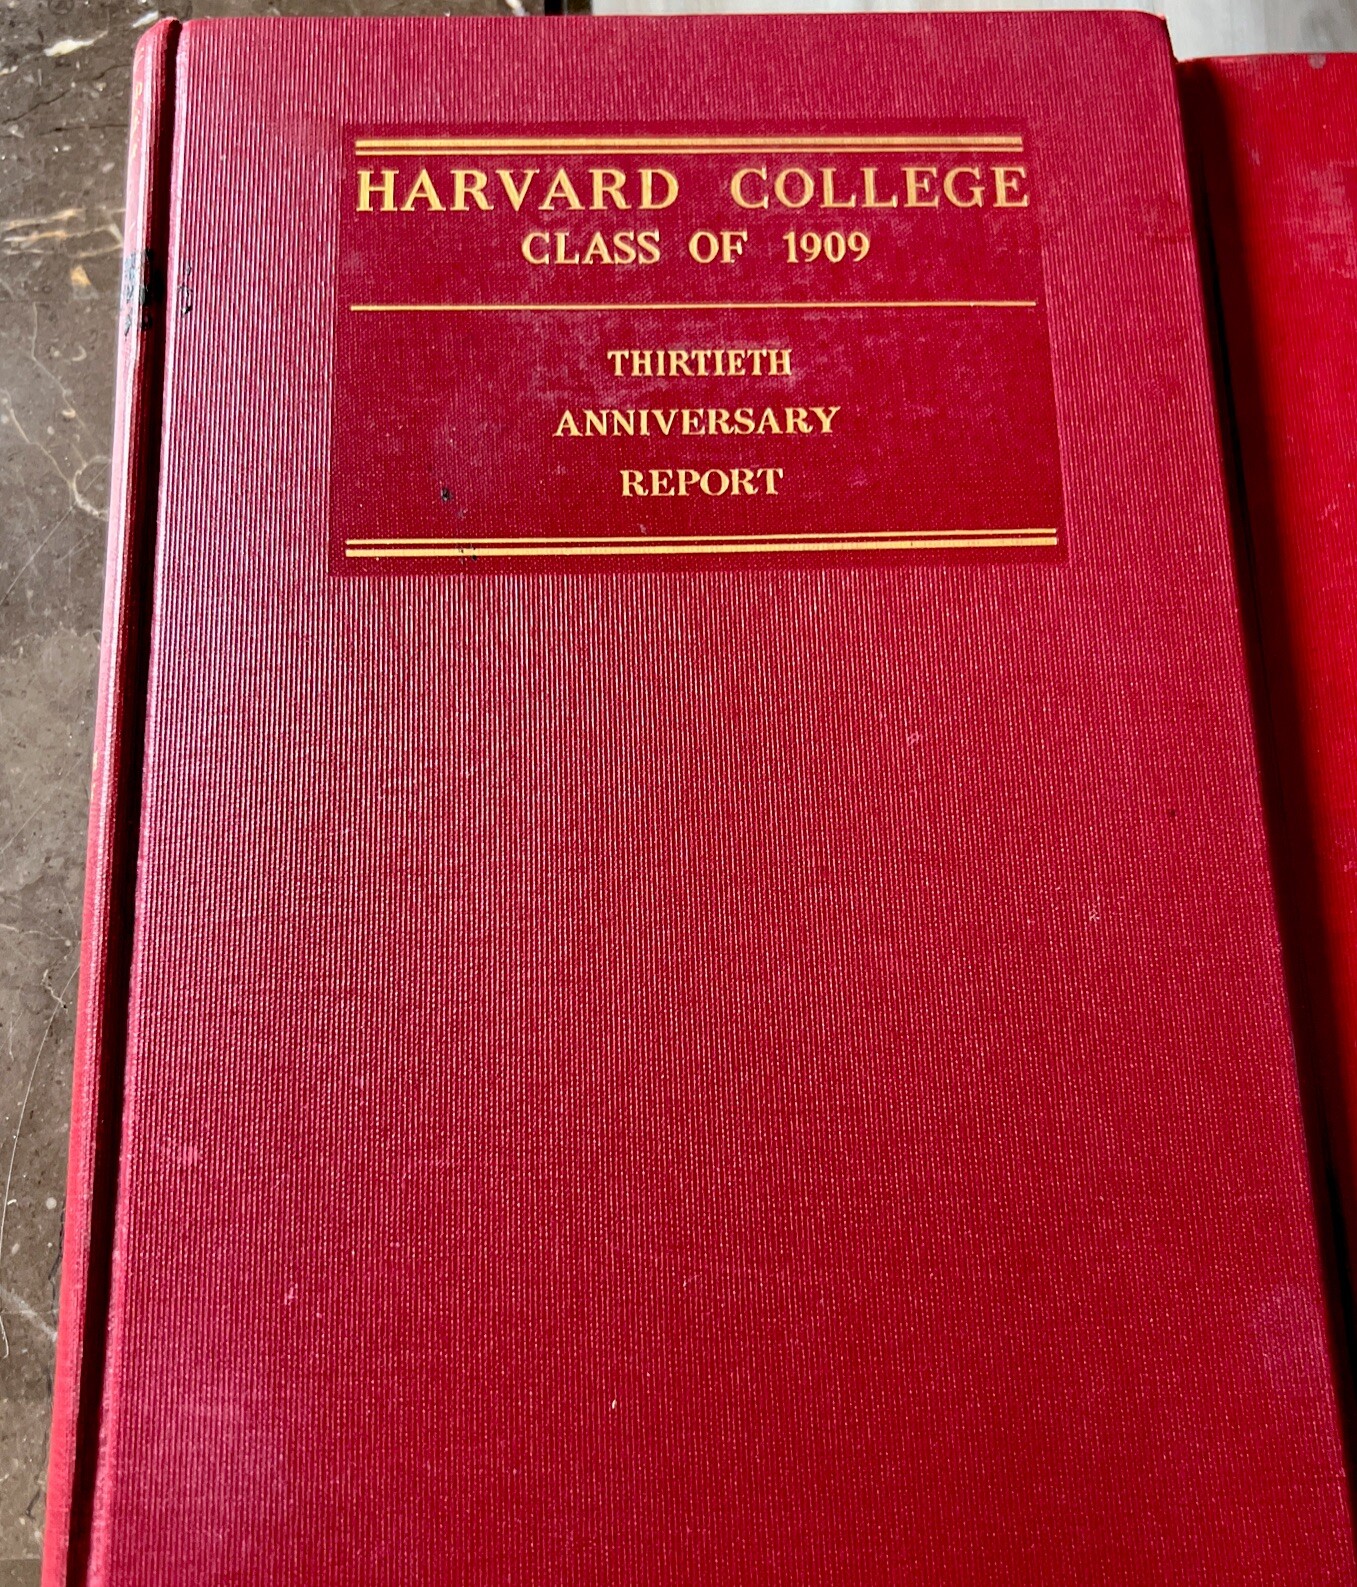 HARVARD COLLEGE
CLASS OF 1909
THIRTIETH
ANNIVERSARY
REPORT